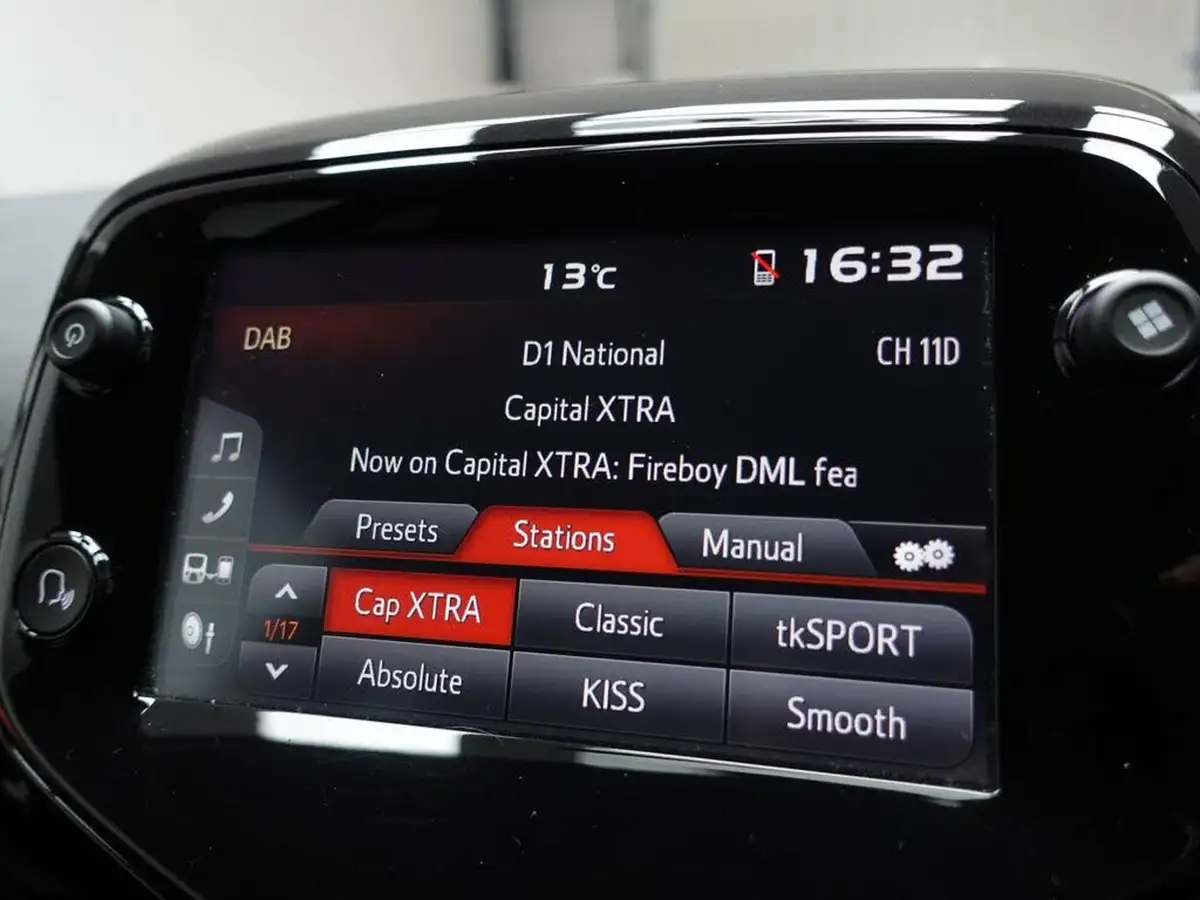 13°C
16:32
DAB
D1 National
CH 11D
Capital XTRA
Now on Capital XTRA: Fireboy DML fea
Presets
Stations
Manual
1/17
Cap XTRA
Classic
tkSPORT
Absolute
KISS
Smooth